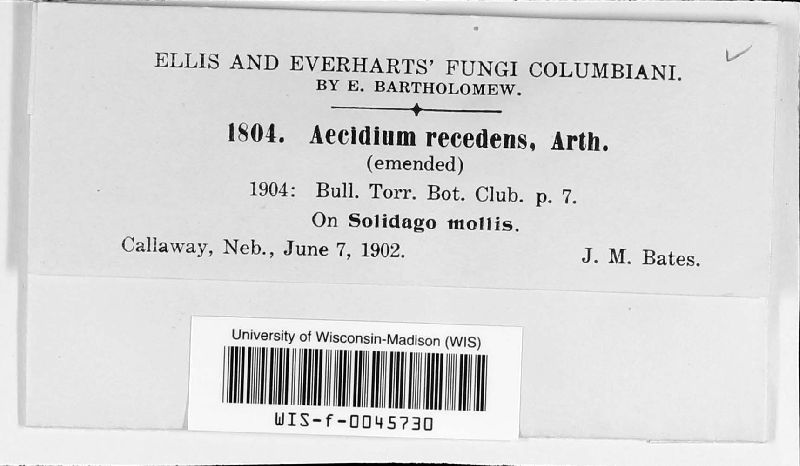 ELLIS AND EVERHARTS' FUNGI COLUMBIANI.
BY E. BARTHOLOMEW.
1804. Aecidium recedens, Arth.
(emended)
1904: Bull. Torr. Bot. Club. p. 7.
On Solidago mollis.
Callaway, Neb., June 7, 1902. J. M. Bates.
University of Wisconsin-Madison (WIS)
WIS-f-0045730